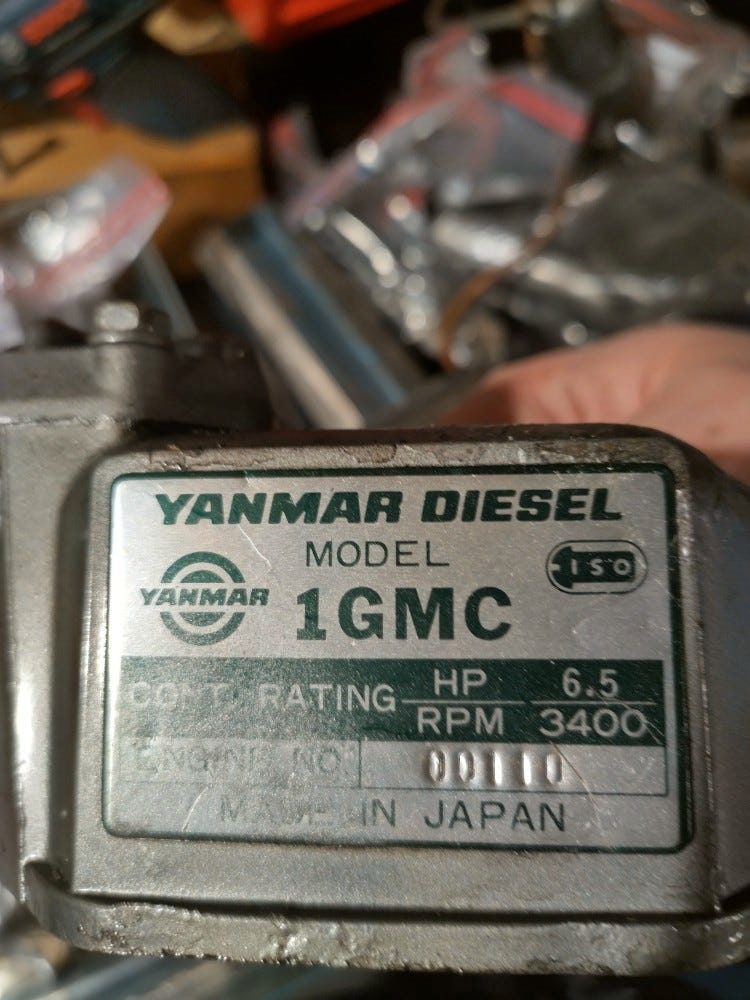 YANMAR DIESEL
MODEL
ISO
YANMAR
1GMC
CONT. RATING HP 6.5
RPM 3400
ENGINE NO. 00110
MADE IN JAPAN